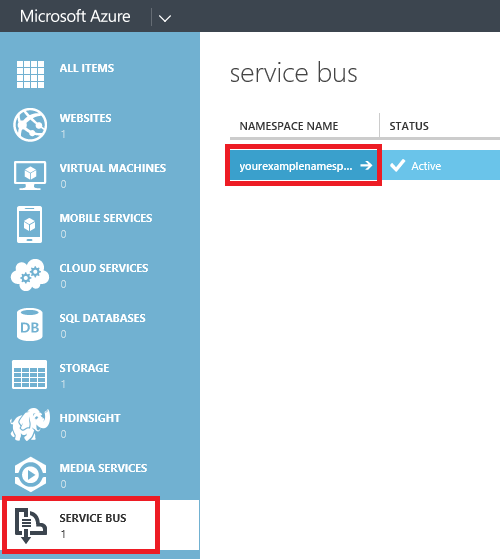 Microsoft Azure
ALL ITEMS
WEBSITES
1
VIRTUAL MACHINES
0
MOBILE SERVICES
0
CLOUD SERVICES
0
DB
SQL DATABASES
0
STORAGE
1
HDINSIGHT
0
MEDIA SERVICES
0
SERVICE BUS
1
service bus
NAMESPACE NAME STATUS
yourexamplenamesp... Active